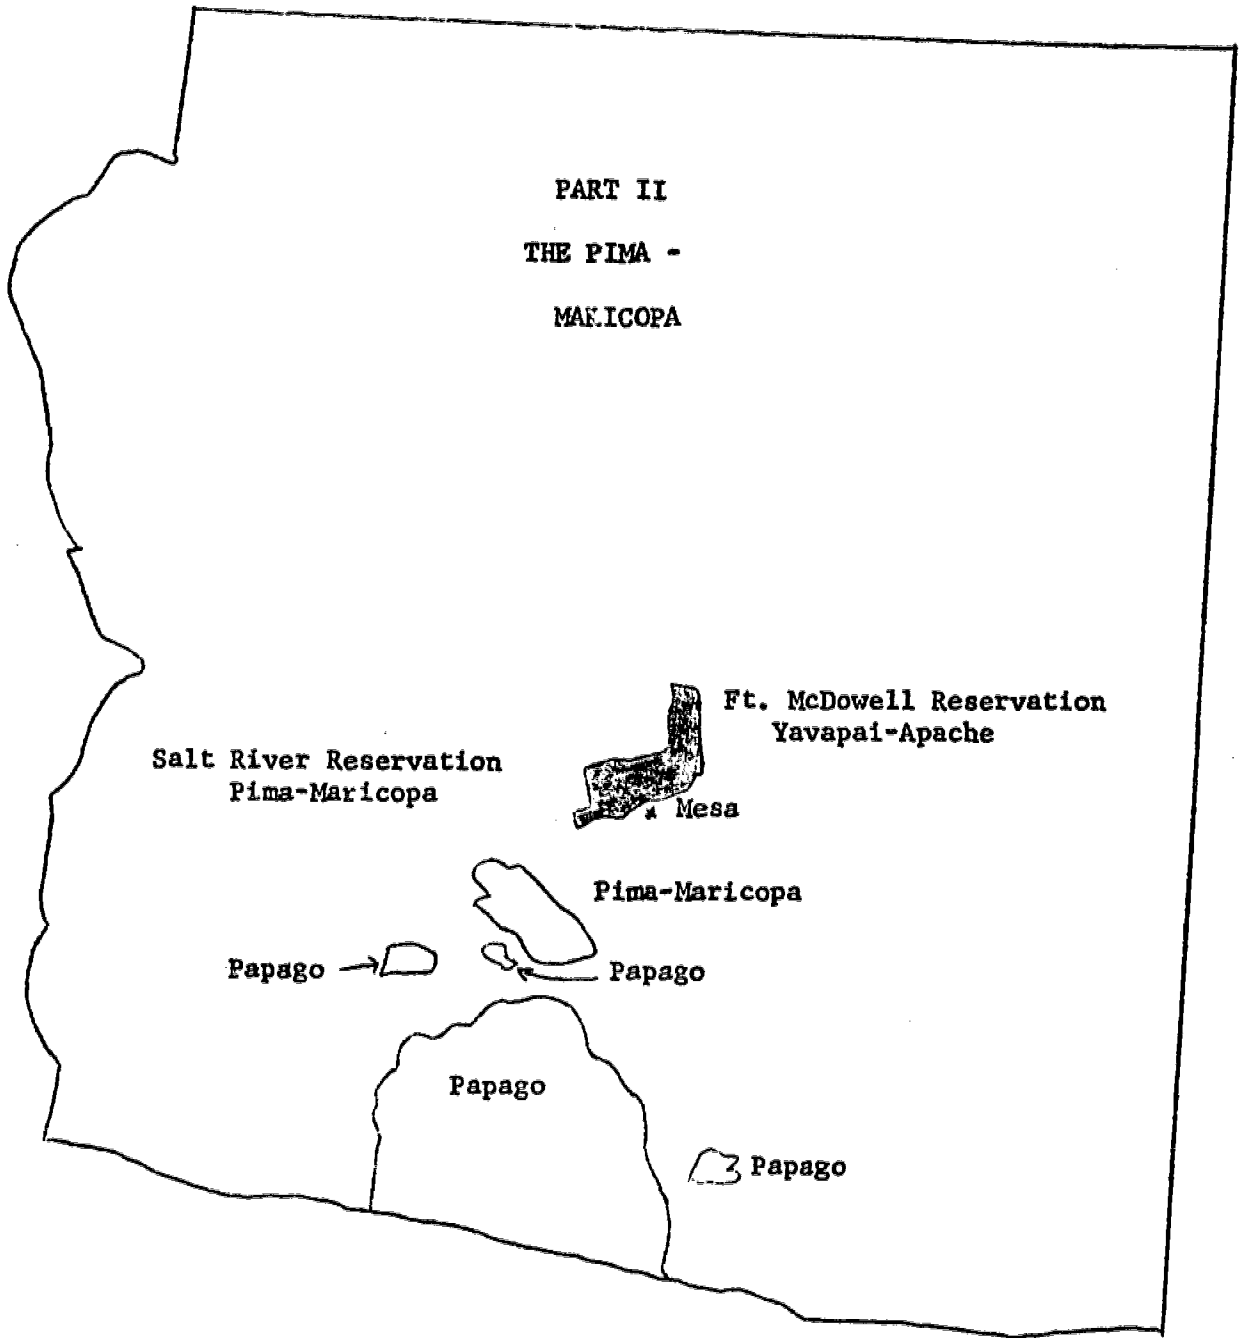 PART II
THE PIMA -
MARICOPA
Ft. McDowell Reservation
Yavapai-Apache
Salt River Reservation
Pima-Maricopa
Mesa
Pima-Maricopa
Papago
Papago
Papago
Papago